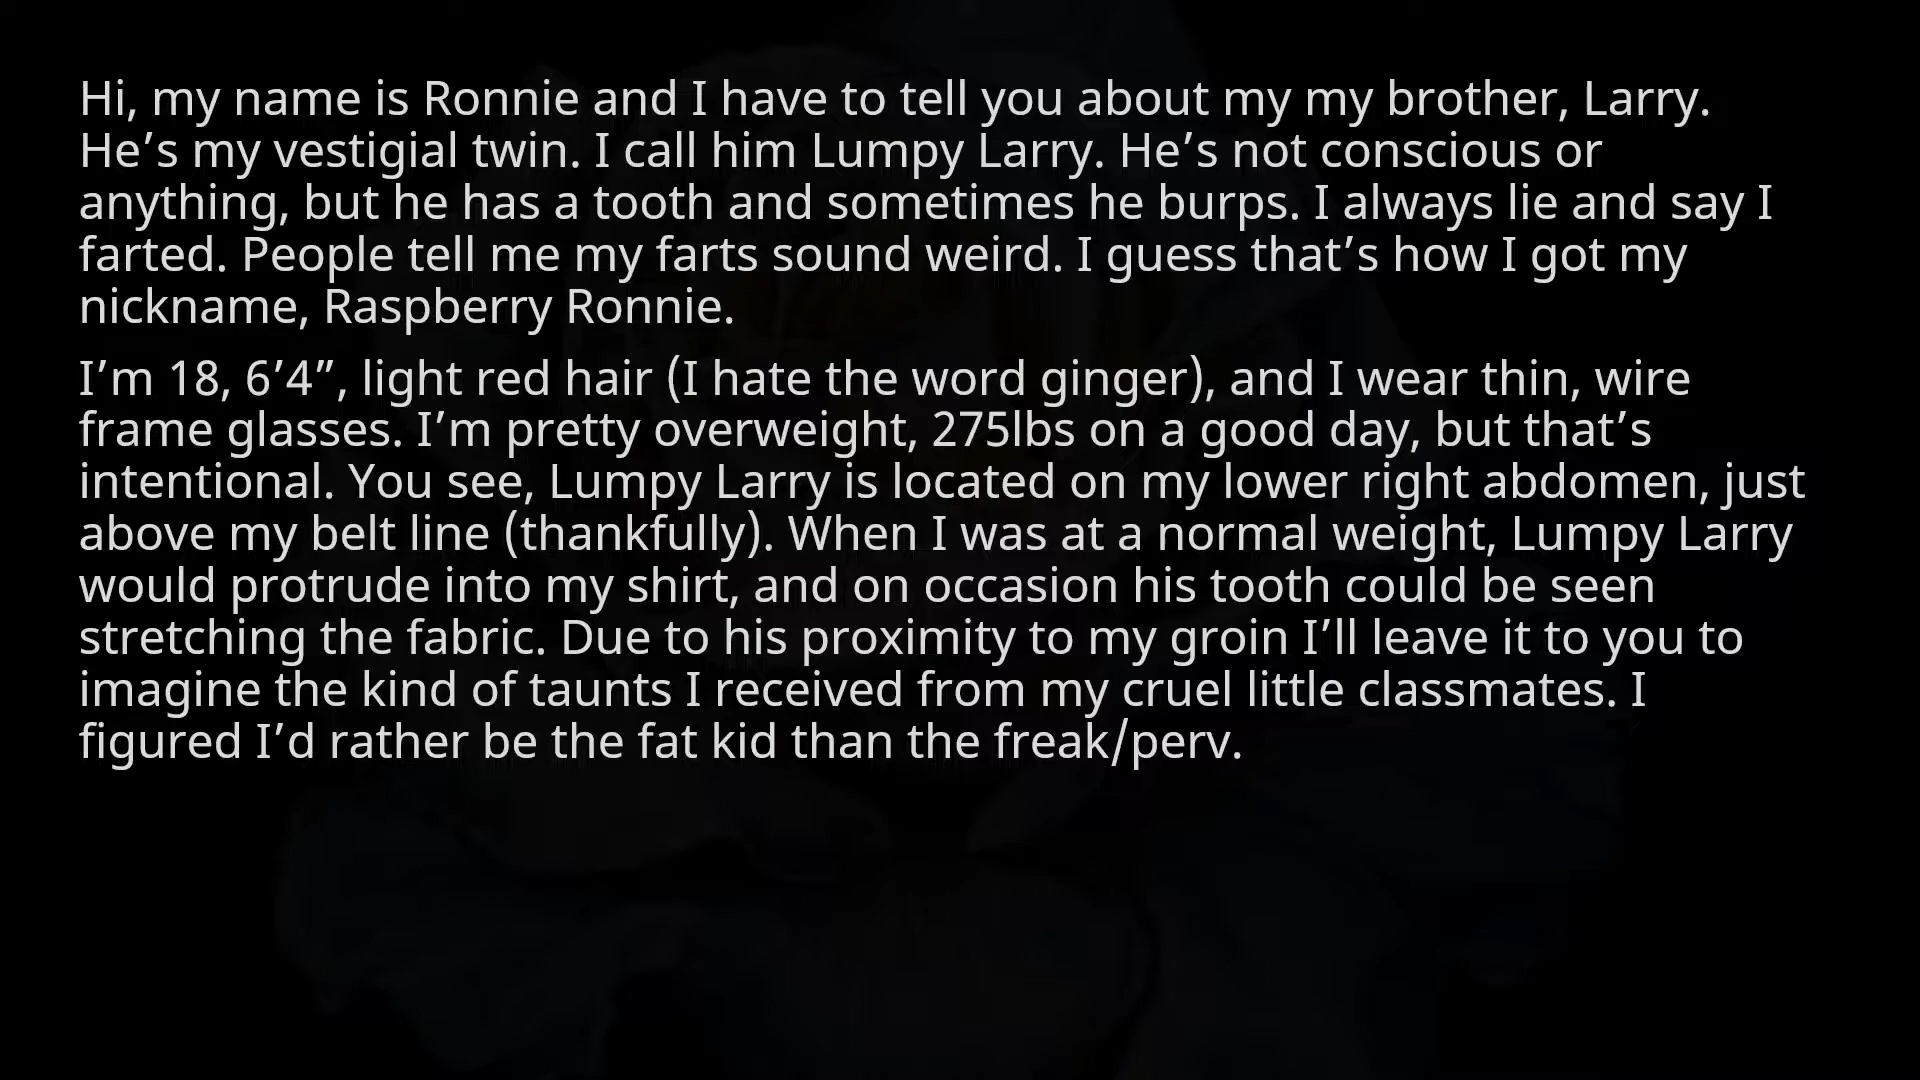 Hi, my name is Ronnie and I have to tell you about my my brother, Larry.
He’s my vestigial twin. I call him Lumpy Larry. He’s not conscious or
anything, but he has a tooth and sometimes he burps. I always lie and say I
farted. People tell me my farts sound weird. I guess that’s how I got my
nickname, Raspberry Ronnie.
I’m 18, 6’4”, light red hair (I hate the word ginger), and I wear thin, wire
frame glasses. I’m pretty overweight, 275lbs on a good day, but that’s
intentional. You see, Lumpy Larry is located on my lower right abdomen, just
above my belt line (thankfully). When I was at a normal weight, Lumpy Larry
would protrude into my shirt, and on occasion his tooth could be seen
stretching the fabric. Due to his proximity to my groin I’ll leave it to you to
imagine the kind of taunts I received from my cruel little classmates. I
figured I’d rather be the fat kid than the freak/perv.